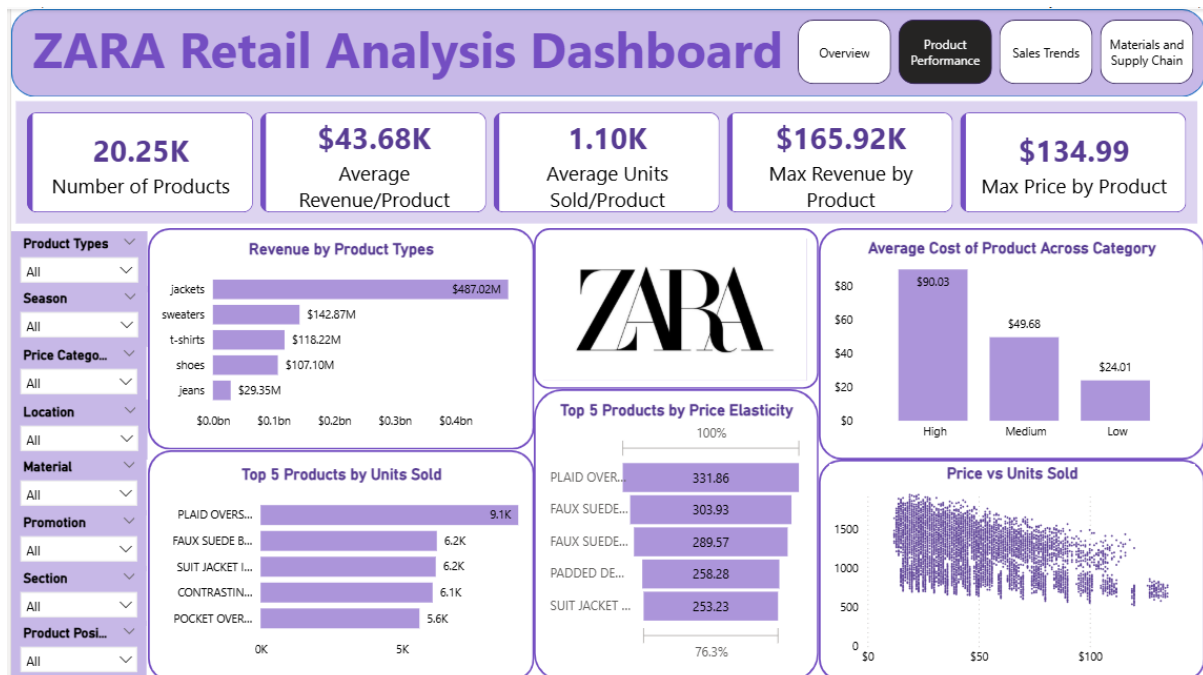 ZARA Retail Analysis Dashboard
Overview
Product
Performance
Sales Trends
Materials and
Supply Chain
20.25K
Number of Products
$43.68K
Average
Revenue/Product
1.10K
Average Units
Sold/Product
$165.92K
Max Revenue by
Product
$134.99
Max Price by Product
Product Types
All
Season
All
Price Catego...
All
Location
All
Material
All
Promotion
All
Section
All
Product Posi...
All
Revenue by Product Types
jackets $487.02M
sweaters $142.87M
t-shirts $118.22M
shoes $107.10M
jeans $29.35M
$0.0bn $0.1bn $0.2bn $0.3bn $0.4bn
Top 5 Products by Units Sold
PLAID OVERS... 9.1K
FAUX SUEDE B... 6.2K
SUIT JACKET I... 6.2K
CONTRASTIN... 6.1K
POCKET OVER... 5.6K
0K 5K
ZARA
Top 5 Products by Price Elasticity
100%
PLAID OVER... 331.86
FAUX SUEDE... 303.93
FAUX SUEDE... 289.57
PADDED DE... 258.28
SUIT JACKET ... 253.23
76.3%
Average Cost of Product Across Category
$80
$60
$40
$20
$0
$90.03
$49.68
$24.01
High Medium Low
Price vs Units Sold
1500
1000
500
0
$0 $50 $100